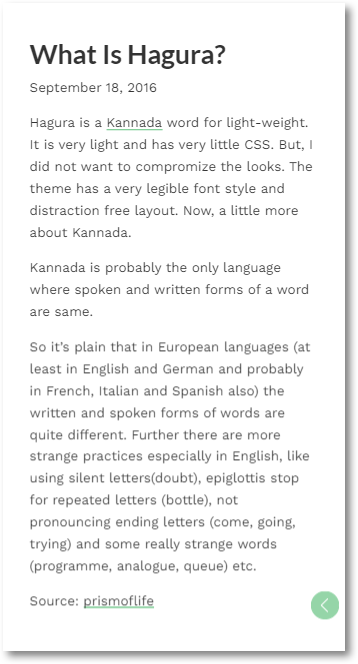 What Is Hagura?
September 18, 2016
Hagura is a Kannada word for light-weight.
It is very light and has very little CSS. But, I
did not want to compromize the looks. The
theme has a very legible font style and
distraction free layout. Now, a little more
about Kannada.
Kannada is probably the only language
where spoken and written forms of a word
are same.
So it’s plain that in European languages (at
least in English and German and probably
in French, Italian and Spanish also) the
written and spoken forms of words are
quite different. Further there are more
strange practices especially in English, like
using silent letters(doubt), epiglottis stop
for repeated letters (bottle), not
pronouncing ending letters (come, going,
trying) and some really strange words
(programme, analogue, queue) etc.
Source: prismoflife